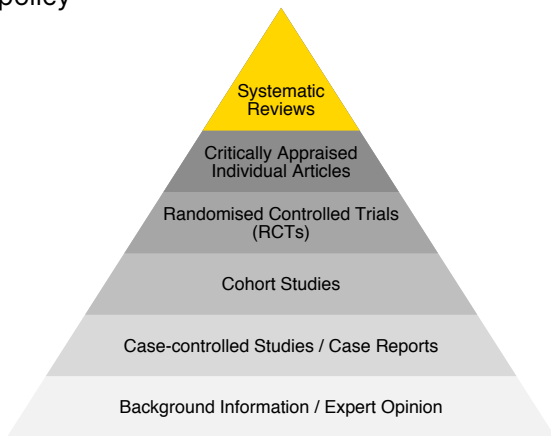 policy
Systematic
Reviews
Critically Appraised
Individual Articles
Randomised Controlled Trials
(RCTs)
Cohort Studies
Case-controlled Studies / Case Reports
Background Information / Expert Opinion